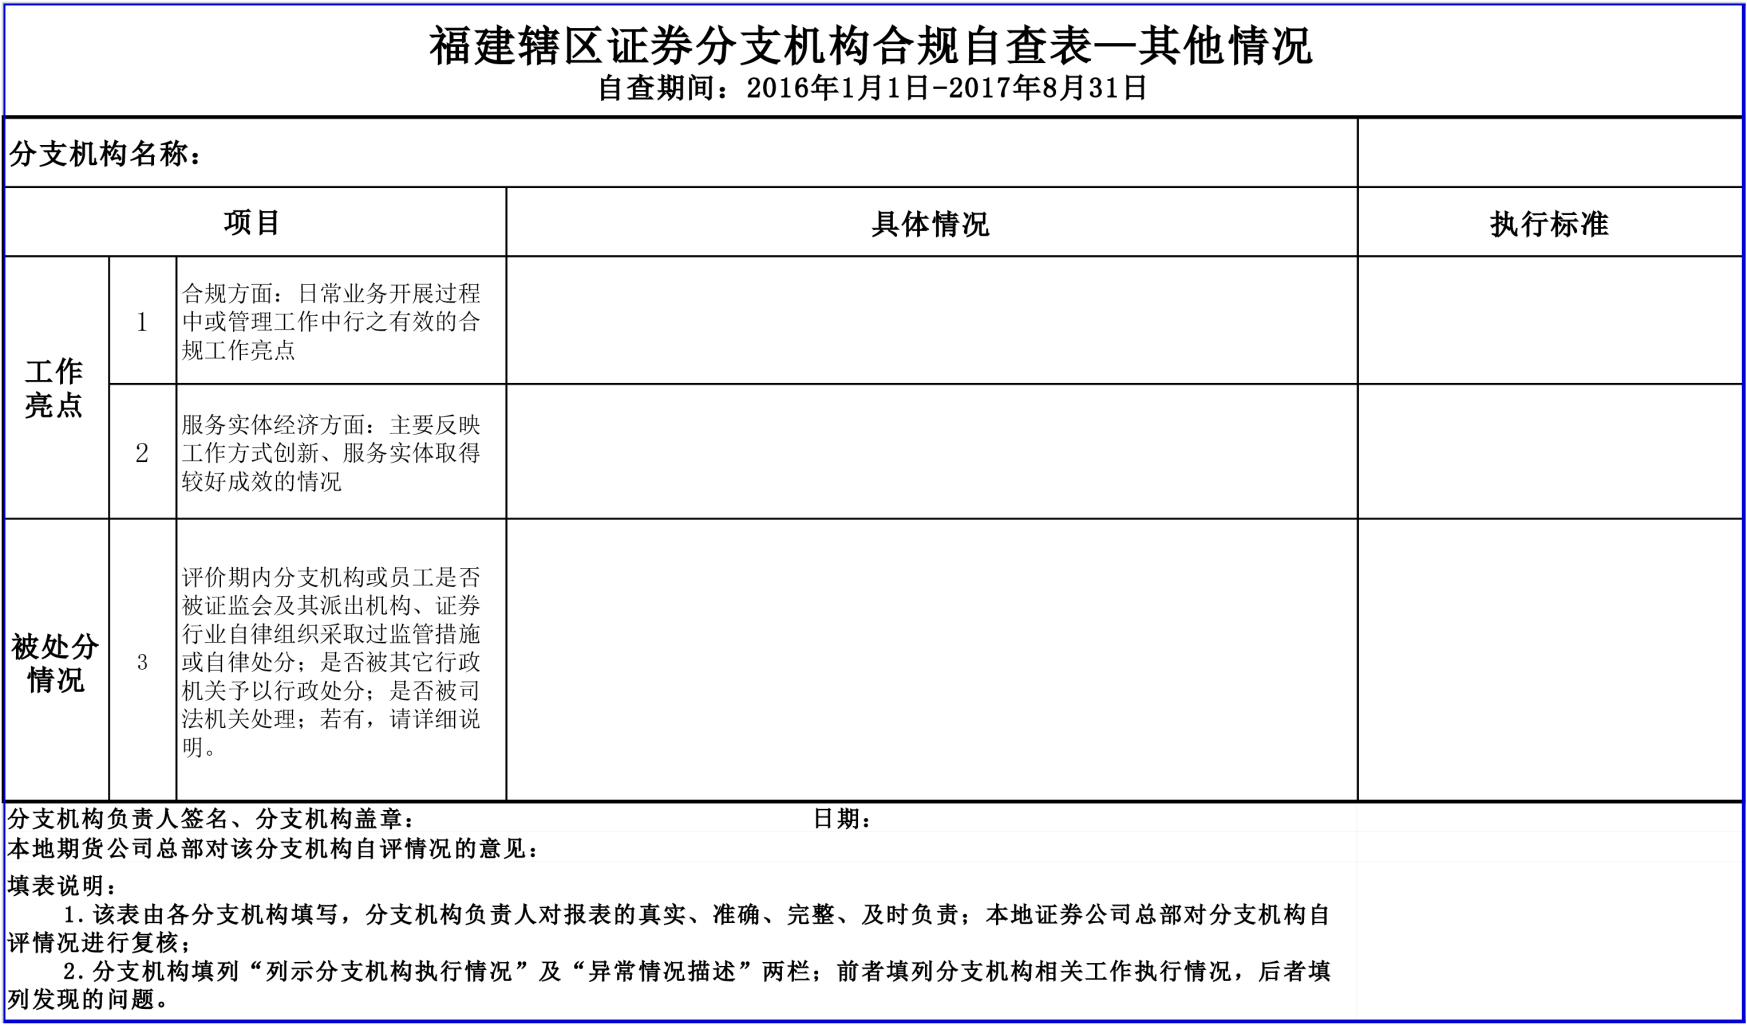 福建辖区证券分支机构合规自查表—其他情况
自查期间：2016年1月1日-2017年8月31日
分支机构名称：
项目
具体情况
执行标准
工作
亮点
1
合规方面：日常业务开展过程
中或管理工作中行之有效的合
规工作亮点
2
服务实体经济方面：主要反映
工作方式创新、服务实体取得
较好成效的情况
被处分
情况
3
评价期内分支机构或员工是否
被证监会及其派出机构、证券
行业自律组织采取过监管措施
或自律处分；是否被其它行政
机关予以行政处分；是否被司
法机关处理；若有，请详细说
明。
分支机构负责人签名、分支机构盖章： 日期：
本地期货公司总部对该分支机构自评情况的意见：
填表说明：
1.该表由各分支机构填写，分支机构负责人对报表的真实、准确、完整、及时负责；本地证券公司总部对分支机构自
评情况进行复核；
2.分支机构填列“列示分支机构执行情况”及“异常情况描述”两栏；前者填列分支机构相关工作执行情况，后者填
列发现的问题。